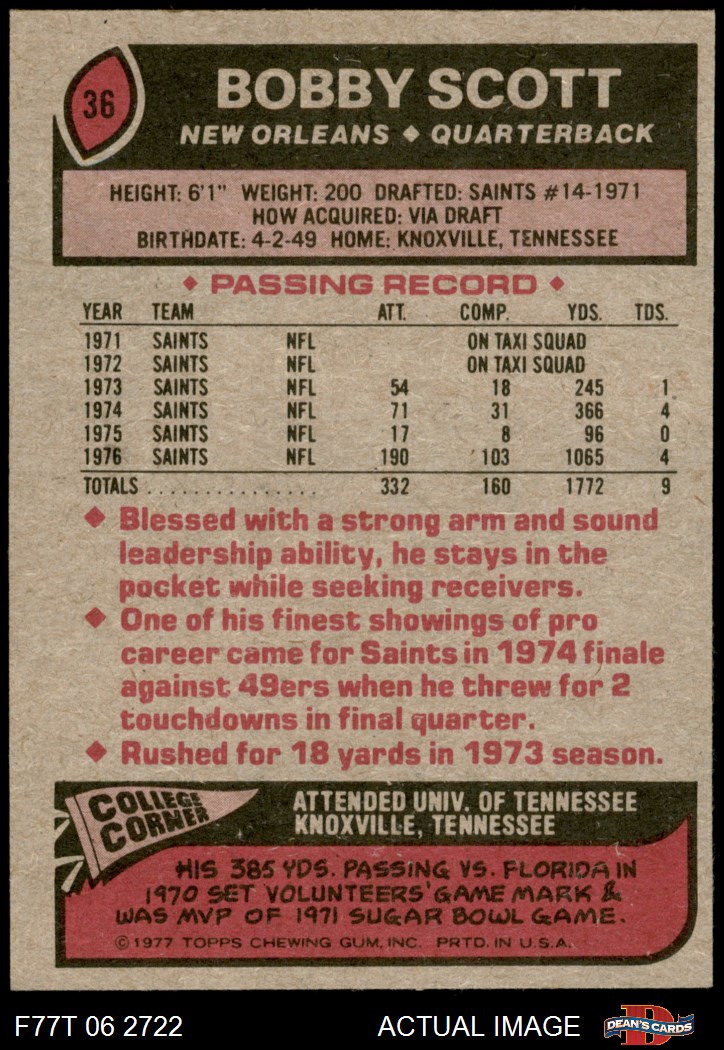 36
BOBBY SCOTT
NEW ORLEANS ◆ QUARTERBACK
HEIGHT: 6'1" WEIGHT: 200 DRAFTED: SAINTS #14-1971
HOW ACQUIRED: VIA DRAFT
BIRTHDATE: 4-2-49 HOME: KNOXVILLE, TENNESSEE
◆ PASSING RECORD ◆
YEAR TEAM ATT. COMP. YDS. TDS.
1971 SAINTS NFL ON TAXI SQUAD
1972 SAINTS NFL ON TAXI SQUAD
1973 SAINTS NFL 54 18 245 1
1974 SAINTS NFL 71 31 366 4
1975 SAINTS NFL 17 8 96 0
1976 SAINTS NFL 190 103 1065 4
TOTALS ................ 332 160 1772 9
◆ Blessed with a strong arm and sound
leadership ability, he stays in the
pocket while seeking receivers.
◆ One of his finest showings of pro
career came for Saints in 1974 finale
against 49ers when he threw for 2
touchdowns in final quarter.
◆ Rushed for 18 yards in 1973 season.
COLLEGE
CORNER
ATTENDED UNIV. OF TENNESSEE
KNOXVILLE, TENNESSEE
HIS 385 YDS. PASSING VS. FLORIDA IN
1970 SET VOLUNTEERS' GAME MARK &
WAS MVP OF 1971 SUGAR BOWL GAME.
©1977 TOPPS CHEWING GUM, INC. PRTD. IN U.S.A.
F77T 06 2722 ACTUAL IMAGE
D
DEAN'S CARDS